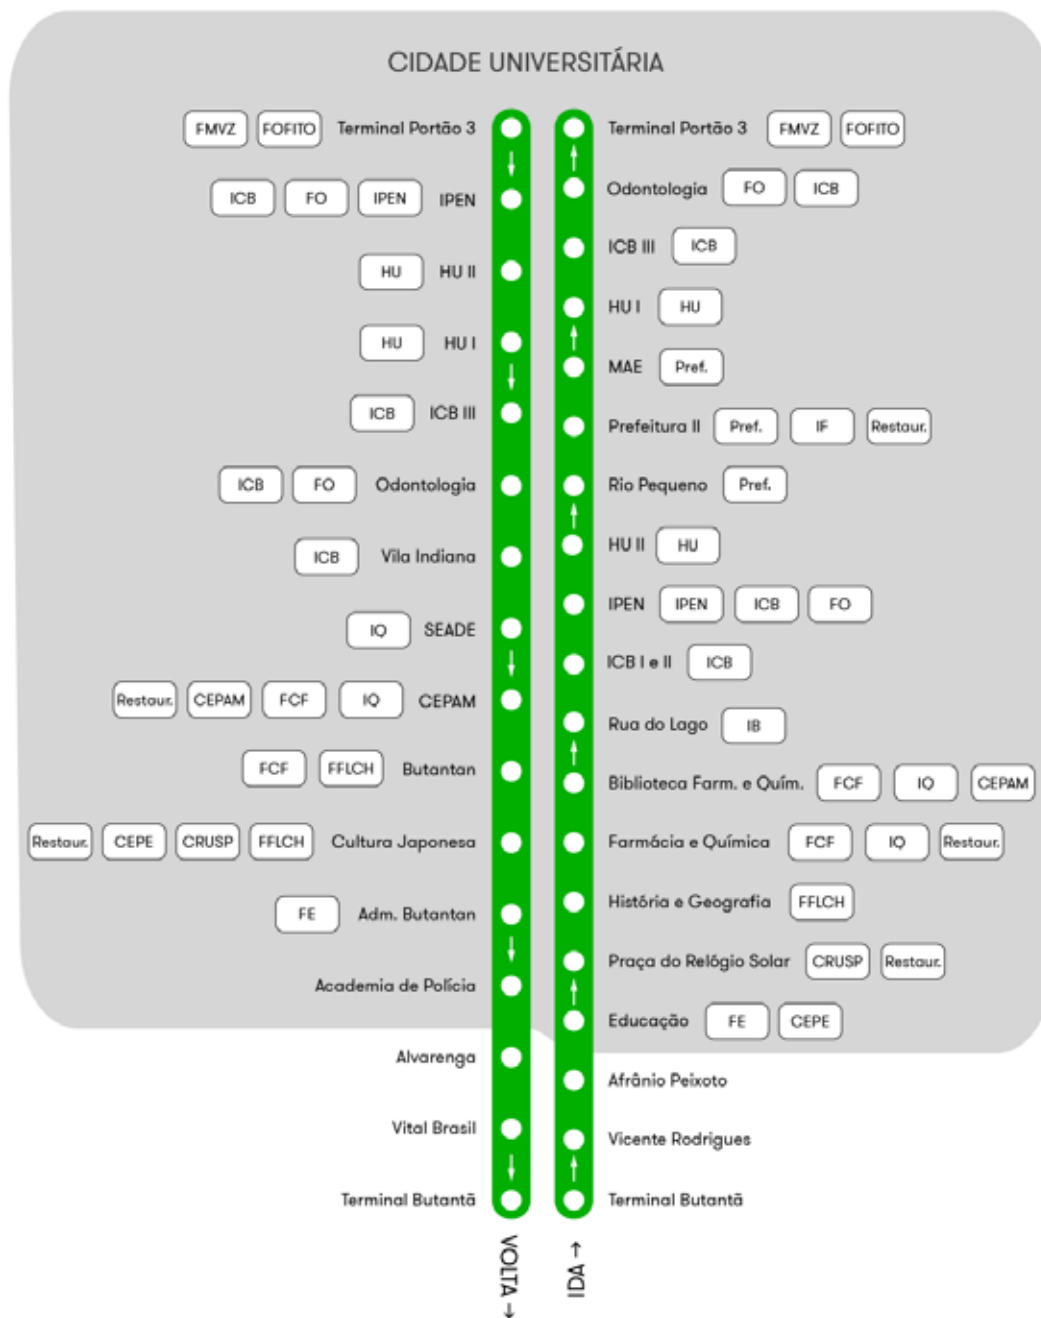 CIDADE UNIVERSITÁRIA
FMVZ FOFITO Terminal Portão 3
ICB FO IPEN IPEN
HU HU II
HU HU I
ICB ICB III
ICB FO Odontologia
ICB Vila Indiana
IQ SEADE
Restaur. CEPAM FCF IQ CEPAM
FCF FFLCH Butantan
Restaur. CEPE CRUSP FFLCH Cultura Japonesa
FE Adm. Butantan
Academia de Polícia
Alvarenga
Vital Brasil
Terminal Butantã
VOLTA →
Terminal Portão 3 FMVZ FOFITO
Odontologia FO ICB
ICB III ICB
HU I HU
MAE Pref.
Prefeitura II Pref. IF Restaur.
Rio Pequeno Pref.
HU II HU
IPEN IPEN ICB FO
ICB I e II ICB
Rua do Lago IB
Biblioteca Farm. e Quím. FCF IQ CEPAM
Farmácia e Química FCF IQ Restaur.
História e Geografia FFLCH
Praça do Relógio Solar CRUSP Restaur.
Educação FE CEPE
Afrânio Peixoto
Vicente Rodrigues
Terminal Butantã
IDA →